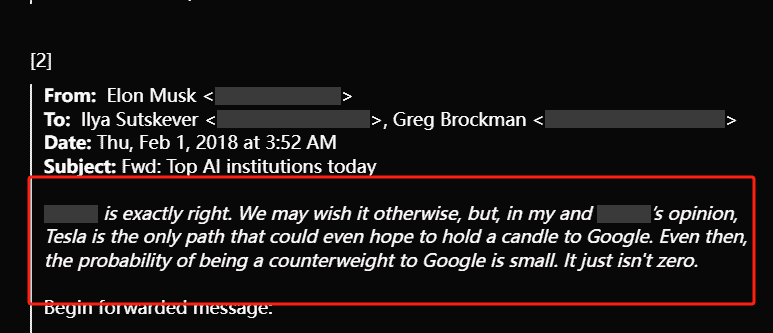 [2]
From: Elon Musk < >
To: Ilya Sutskever < >, Greg Brockman < >
Date: Thu, Feb 1, 2018 at 3:52 AM
Subject: Fwd: Top AI institutions today
is exactly right. We may wish it otherwise, but, in my and 's opinion,
Tesla is the only path that could even hope to hold a candle to Google. Even then,
the probability of being a counterweight to Google is small. It just isn't zero.
Begin forwarded message: